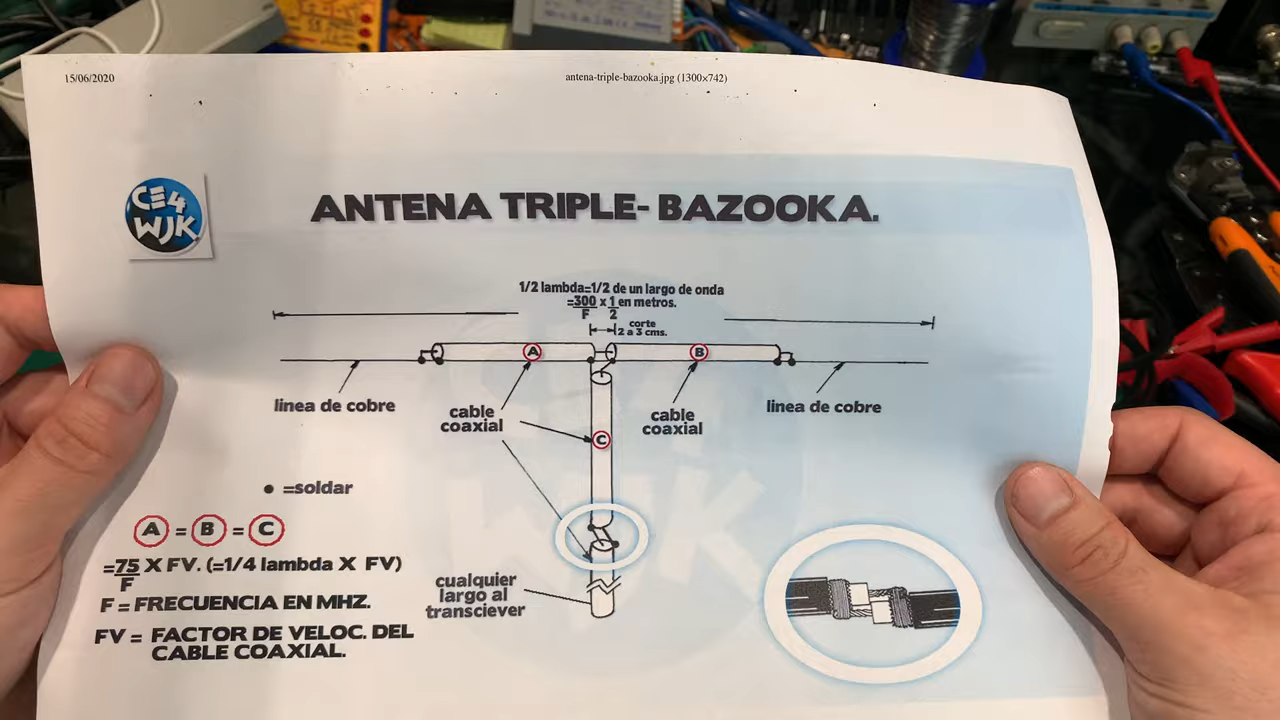 15/06/2020
antena-triple-bazooka.jpg (1300×742)
CE4
WJK
ANTENA TRIPLE- BAZOOKA.
1/2 lambda=1/2 de un largo de onda
=300 x 1 en metros.
F 2
corte
2 a 3 cms.
A
B
linea de cobre
cable
coaxial
cable
coaxial
linea de cobre
C
=soldar
A = B = C
=75 X FV. (=1/4 lambda X FV)
F
F = FRECUENCIA EN MHZ.
FV = FACTOR DE VELOC. DEL
CABLE COAXIAL.
cualquier
largo al
transciever
WJK